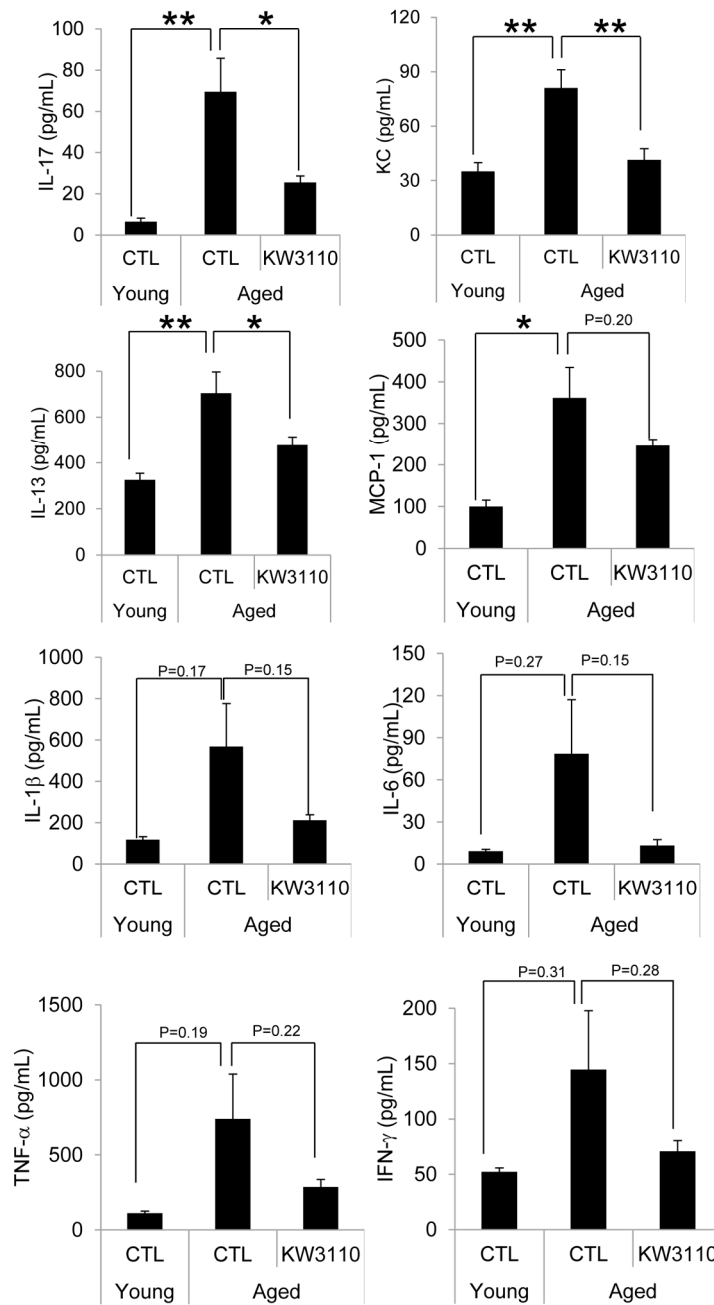 ** *
100
80
60
40
20
0
IL-17 (pg/mL)
CTL CTL KW3110
Young Aged
** **
120
90
60
30
0
KC (pg/mL)
CTL CTL KW3110
Young Aged
** *
800
600
400
200
0
IL-13 (pg/mL)
CTL CTL KW3110
Young Aged
* P=0.20
500
400
300
200
100
0
MCP-1 (pg/mL)
CTL CTL KW3110
Young Aged
P=0.17 P=0.15
1000
800
600
400
200
0
IL-1β (pg/mL)
CTL CTL KW3110
Young Aged
P=0.27 P=0.15
150
120
90
60
30
0
IL-6 (pg/mL)
CTL CTL KW3110
Young Aged
P=0.19 P=0.22
1500
1000
500
0
TNF-α (pg/mL)
CTL CTL KW3110
Young Aged
P=0.31 P=0.28
200
150
100
50
0
IFN-γ (pg/mL)
CTL CTL KW3110
Young Aged